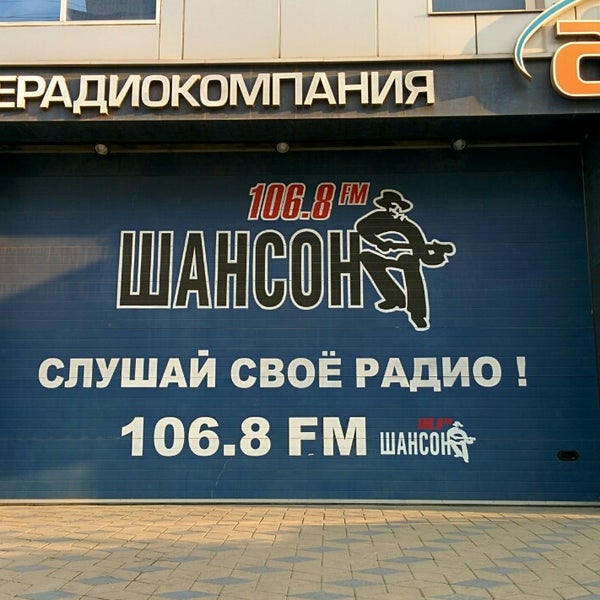 ЕРАДИОКОМПАНИЯ
106.8 FM
ШАНСОН
СЛУШАЙ СВОЁ РАДИО !
106.8 FM ШАНСОН